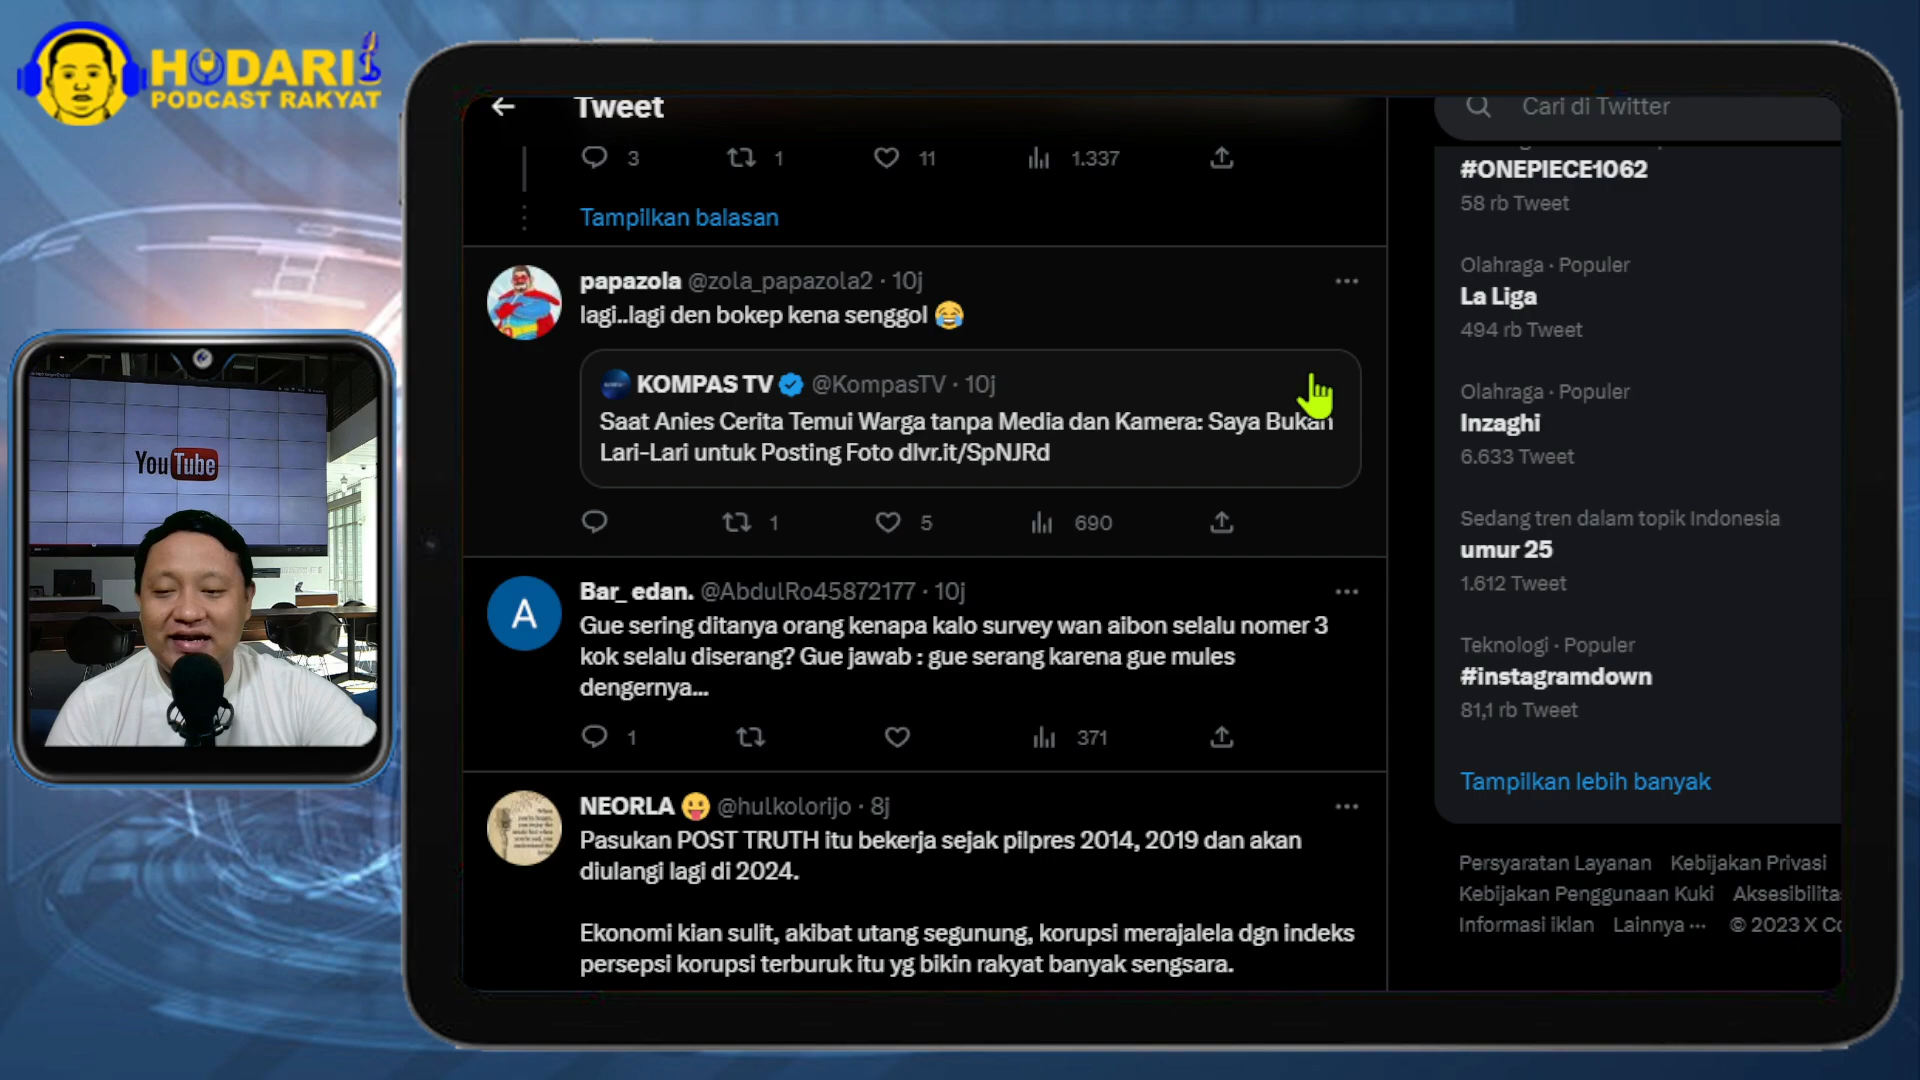 HODARI
PODCAST RAKYAT
YouTube
Tweet
3 1 11 1.337
Tampilkan balasan
papazola @zola_papazola2 · 10j
lagi..lagi den bokep kena senggol 😂
KOMPAS TV @KompasTV · 10j
Saat Anies Cerita Temui Warga tanpa Media dan Kamera: Saya Bukan
Lari-Lari untuk Posting Foto dlvr.it/SpNJRd
1 5 690
A
Bar_ edan. @AbdulRo45872177 · 10j
Gue sering ditanya orang kenapa kalo survey wan aibon selalu nomer 3
kok selalu diserang? Gue jawab : gue serang karena gue mules
dengernya...
1 371
NEORLA 😛 @hulkolorijo · 8j
Pasukan POST TRUTH itu bekerja sejak pilpres 2014, 2019 dan akan
diulangi lagi di 2024.
Ekonomi kian sulit, akibat utang segunung, korupsi merajalela dgn indeks
persepsi korupsi terburuk itu yg bikin rakyat banyak sengsara.
Cari di Twitter
#ONEPIECE1062
58 rb Tweet
Olahraga · Populer
La Liga
494 rb Tweet
Olahraga · Populer
Inzaghi
6.633 Tweet
Sedang tren dalam topik Indonesia
umur 25
1.612 Tweet
Teknologi · Populer
#instagramdown
81,1 rb Tweet
Tampilkan lebih banyak
Persyaratan Layanan Kebijakan Privasi
Kebijakan Penggunaan Kuki Aksesibilitas
Informasi iklan Lainnya ··· © 2023 X Co